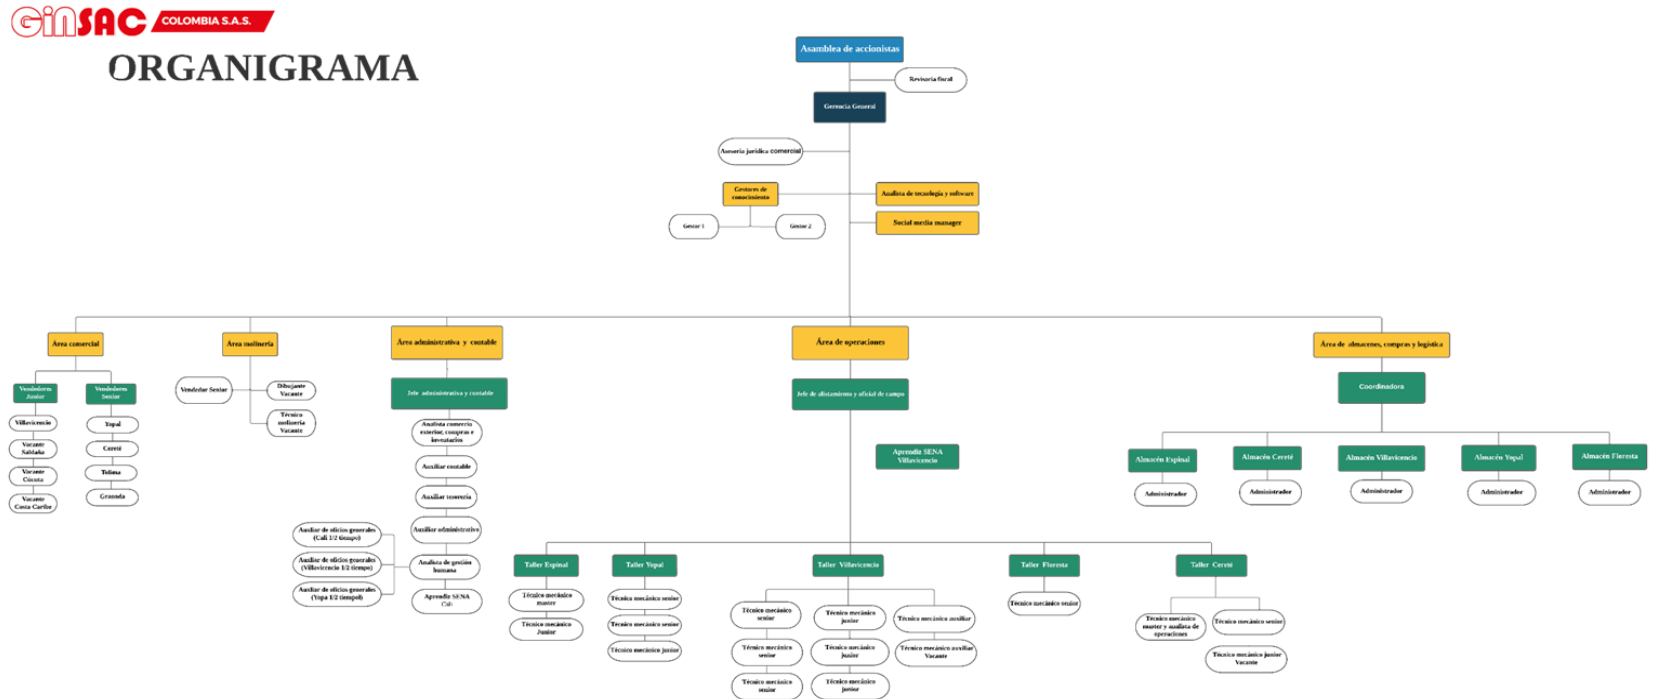 GINSAC COLOMBIA S.A.S.
ORGANIGRAMA
Asamblea de accionistas
Revisoría fiscal
Gerencia General
Asesoría jurídica comercial
Gestores de
conocimiento
Analista de tecnología y software
Social media manager
Gestor 1
Gestor 2
Área comercial
Área molinería
Área administrativa y contable
Área de operaciones
Área de almacenes, compras y logística
Vendedores
Junior
Vendedores
Senior
Villavicencio
Vacante
Saldaña
Vacante
Cúcuta
Vacante
Costa Caribe
Yopal
Cereté
Tolima
Granada
Vendedor Senior
Dibujante
Vacante
Técnico
molinería
Vacante
Jefe administrativa y contable
Analista comercio
exterior, compras e
inventarios
Auxiliar contable
Auxiliar tesorería
Auxiliar administrativo
Analista de gestión
humana
Aprendiz SENA
Cali
Auxiliar de oficios generales
(Cali 1/2 tiempo)
Auxiliar de oficios generales
(Villavicencio 1/2 tiempo)
Auxiliar de oficios generales
(Yopa 1/2 tiempo)
Jefe de alistamiento y oficial de campo
Aprendiz SENA
Villavicencio
Taller Espinal
Técnico mecánico
master
Técnico mecánico
Junior
Taller Yopal
Técnico mecánico senior
Técnico mecánico senior
Técnico mecánico junior
Taller Villavicencio
Técnico mecánico
senior
Técnico mecánico
senior
Técnico mecánico
senior
Técnico mecánico
junior
Técnico mecánico
junior
Técnico mecánico
junior
Técnico mecánico auxiliar
Técnico mecánico auxiliar
Vacante
Taller Floresta
Técnico mecánico senior
Taller Cereté
Técnico mecánico
master y analista de
operaciones
Técnico mecánico senior
Técnico mecánico junior
Vacante
Coordinadora
Almacén Espinal
Administrador
Almacén Cereté
Administrador
Almacén Villavicencio
Administrador
Almacén Yopal
Administrador
Almacén Floresta
Administrador